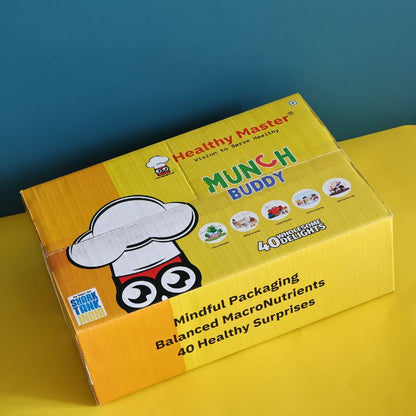 Healthy Master®
Vision to Serve Healthy
MUNCH
BUDDY
40 WHOLESOME
DELIGHTS
SHARK
TANK
Mindful Packaging
Balanced MacroNutrients
40 Healthy Surprises